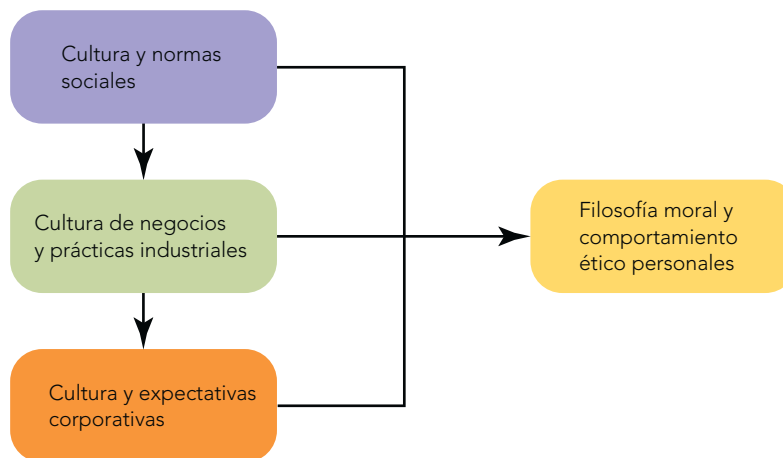 Cultura y normas
sociales
Cultura de negocios
y prácticas industriales
Filosofía moral y
comportamiento
ético personales
Cultura y expectativas
corporativas